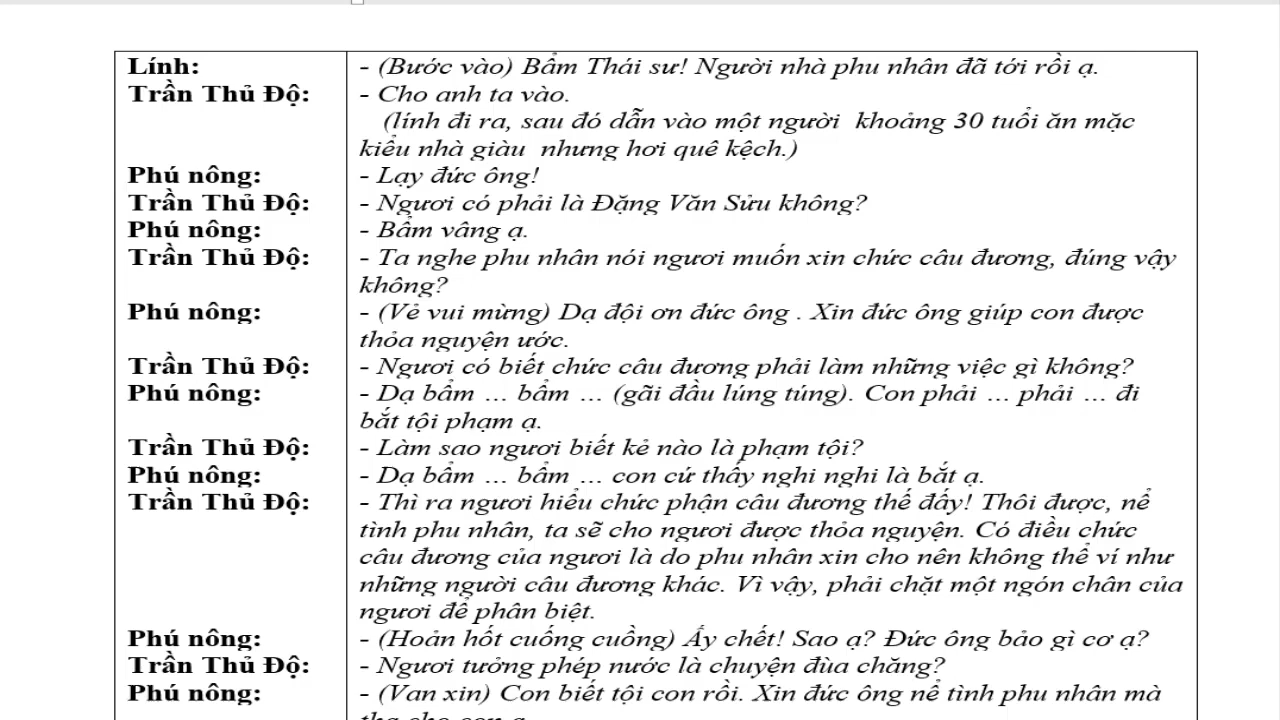 Lính: - (Bước vào) Bẩm Thái sư! Người nhà phu nhân đã tới rồi ạ.
Trần Thủ Độ: - Cho anh ta vào.
(lính đi ra, sau đó dẫn vào một người khoảng 30 tuổi ăn mặc
kiểu nhà giàu nhưng hơi quê kệch.)
Phú nông: - Lạy đức ông!
Trần Thủ Độ: - Ngươi có phải là Đặng Văn Sửu không?
Phú nông: - Bẩm vâng ạ.
Trần Thủ Độ: - Ta nghe phu nhân nói ngươi muốn xin chức câu đương, đúng vậy
không?
Phú nông: - (Vẻ vui mừng) Dạ đội ơn đức ông . Xin đức ông giúp con được
thỏa nguyện ước.
Trần Thủ Độ: - Ngươi có biết chức câu đương phải làm những việc gì không?
Phú nông: - Dạ bẩm … bẩm … (gãi đầu lúng túng). Con phải … phải … đi
bắt tội phạm ạ.
Trần Thủ Độ: - Làm sao ngươi biết kẻ nào là phạm tội?
Phú nông: - Dạ bẩm … bẩm … con cứ thấy nghi nghi là bắt ạ.
Trần Thủ Độ: - Thì ra ngươi hiểu chức phận câu đương thế đấy! Thôi được, nể
tình phu nhân, ta sẽ cho ngươi được thỏa nguyện. Có điều chức
câu đương của ngươi là do phu nhân xin cho nên không thể ví như
những người câu đương khác. Vì vậy, phải chặt một ngón chân của
ngươi để phân biệt.
Phú nông: - (Hoản hốt cuống cuồng) Ấy chết! Sao ạ? Đức ông bảo gì cơ ạ?
Trần Thủ Độ: - Ngươi tưởng phép nước là chuyện đùa chăng?
Phú nông: - (Van xin) Con biết tội con rồi. Xin đức ông nể tình phu nhân mà
tha cho con ạ.